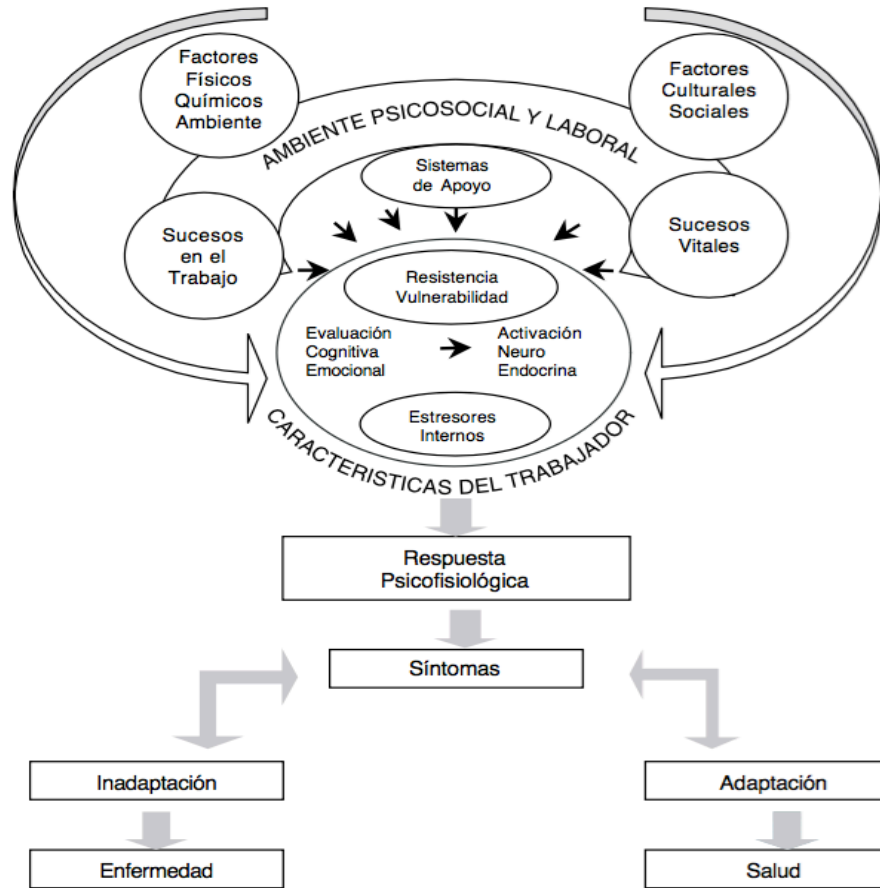 Factores
Físicos
Químicos
Ambiente
Factores
Culturales
Sociales
AMBIENTE PSICOSOCIAL Y LABORAL
Sistemas
de Apoyo
Sucesos
en el
Trabajo
Sucesos
Vitales
Resistencia
Vulnerabilidad
Evaluación
Cognitiva
Emocional
Activación
Neuro
Endocrina
Estresores
Internos
CARACTERISTICAS DEL TRABAJADOR
Respuesta
Psicofisiológica
Síntomas
Inadaptación
Adaptación
Enfermedad
Salud